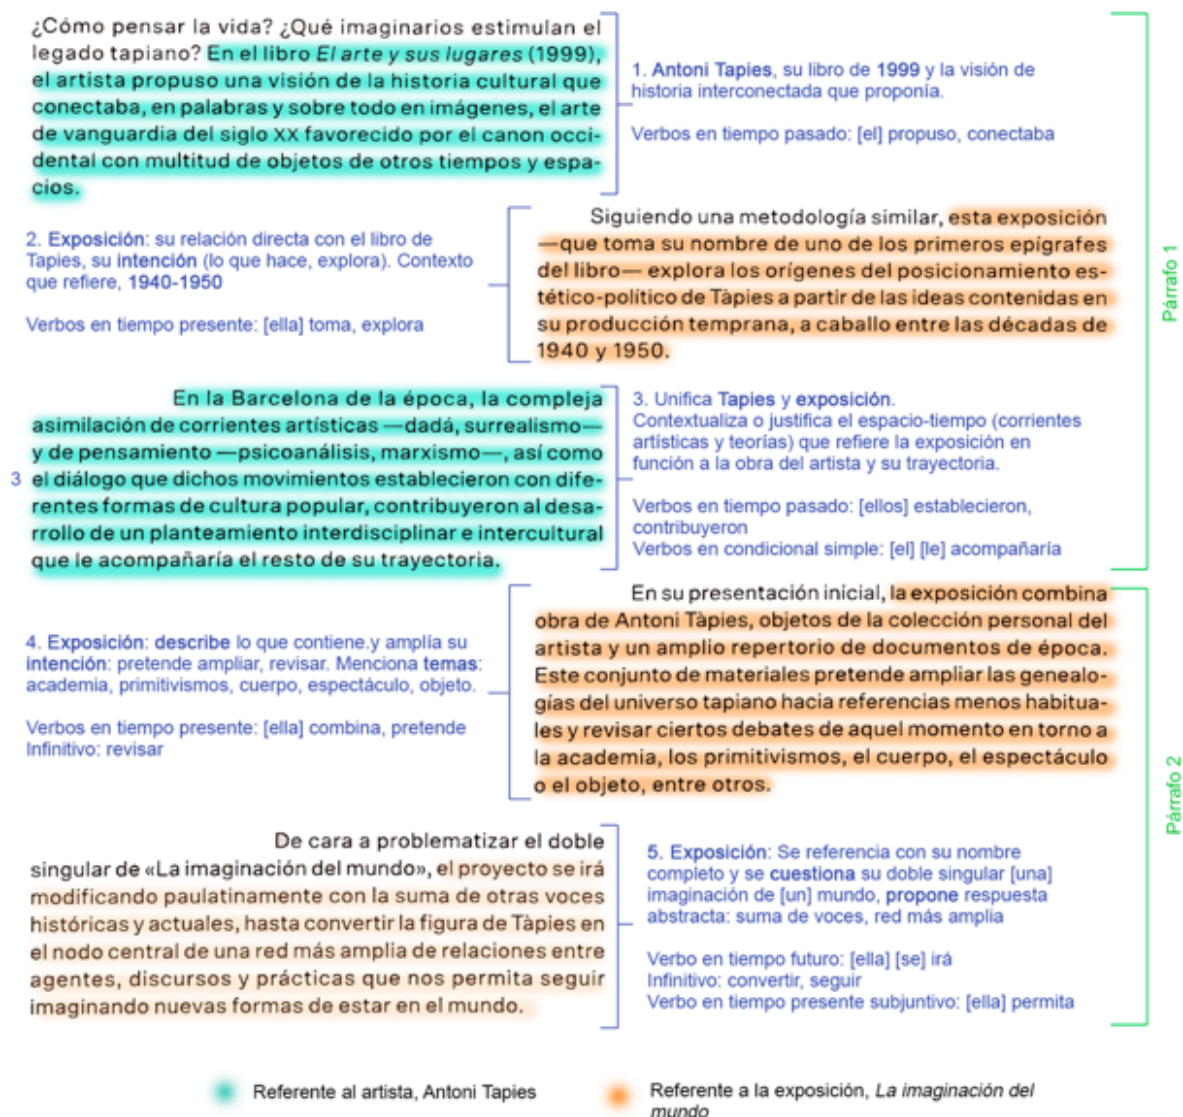 ¿Cómo pensar la vida? ¿Qué imaginarios estimulan el
legado tapiano? En el libro El arte y sus lugares (1999),
el artista propuso una visión de la historia cultural que
conectaba, en palabras y sobre todo en imágenes, el arte
de vanguardia del siglo XX favorecido por el canon occi-
dental con multitud de objetos de otros tiempos y espa-
cios.
1. Antoni Tapies, su libro de 1999 y la visión de
historia interconectada que proponía.
Verbos en tiempo pasado: [el] propuso, conectaba
Siguiendo una metodología similar, esta exposición
—que toma su nombre de uno de los primeros epígrafes
del libro— explora los orígenes del posicionamiento es-
tético-político de Tàpies a partir de las ideas contenidas en
su producción temprana, a caballo entre las décadas de
1940 y 1950.
2. Exposición: su relación directa con el libro de
Tapies, su intención (lo que hace, explora). Contexto
que refiere, 1940-1950
Verbos en tiempo presente: [ella] toma, explora
Párrafo 1
En la Barcelona de la época, la compleja
asimilación de corrientes artísticas —dadá, surrealismo—
y de pensamiento —psicoanálisis, marxismo—, así como
3
el diálogo que dichos movimientos establecieron con dife-
rentes formas de cultura popular, contribuyeron al desa-
rrollo de un planteamiento interdisciplinar e intercultural
que le acompañaría el resto de su trayectoria.
3. Unifica Tapies y exposición.
Contextualiza o justifica el espacio-tiempo (corrientes
artísticas y teorías) que refiere la exposición en
función a la obra del artista y su trayectoria.
Verbos en tiempo pasado: [ellos] establecieron,
contribuyeron
Verbos en condicional simple: [el] [le] acompañaría
En su presentación inicial, la exposición combina
obra de Antoni Tàpies, objetos de la colección personal del
artista y un amplio repertorio de documentos de época.
Este conjunto de materiales pretende ampliar las genealo-
gías del universo tapiano hacia referencias menos habitua-
les y revisar ciertos debates de aquel momento en torno a
la academia, los primitivismos, el cuerpo, el espectáculo
o el objeto, entre otros.
4. Exposición: describe lo que contiene.y amplía su
intención: pretende ampliar, revisar. Menciona temas:
academia, primitivismos, cuerpo, espectáculo, objeto.
Verbos en tiempo presente: [ella] combina, pretende
Infinitivo: revisar
Párrafo 2
De cara a problematizar el doble
singular de «La imaginación del mundo», el proyecto se irá
modificando paulatinamente con la suma de otras voces
históricas y actuales, hasta convertir la figura de Tàpies en
el nodo central de una red más amplia de relaciones entre
agentes, discursos y prácticas que nos permita seguir
imaginando nuevas formas de estar en el mundo.
5. Exposición: Se referencia con su nombre
completo y se cuestiona su doble singular [una]
imaginación de [un] mundo, propone respuesta
abstracta: suma de voces, red más amplia
Verbo en tiempo futuro: [ella] [se] irá
Infinitivo: convertir, seguir
Verbo en tiempo presente subjuntivo: [ella] permita
Referente al artista, Antoni Tapies
Referente a la exposición, La imaginación del
mundo